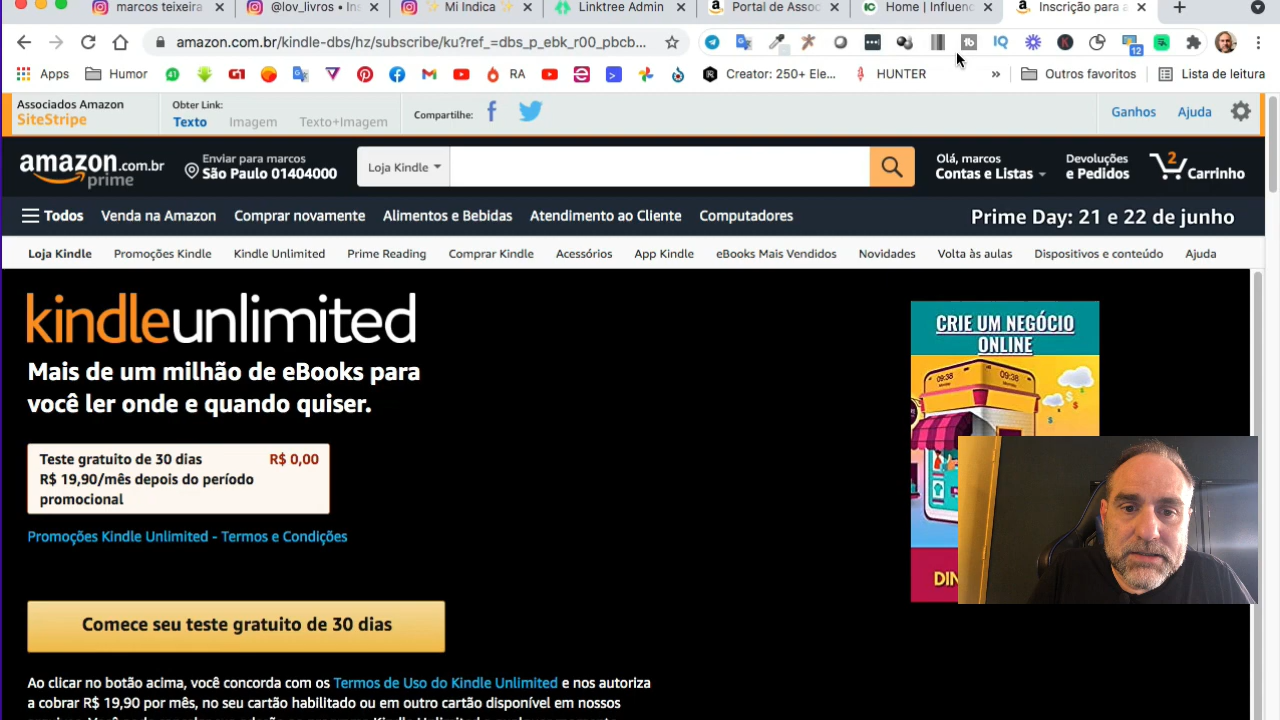 marcos teixeira
@lov_livros • Ins
✨ Mi Indica ✨
Linktree Admin
Portal de Assoc
Home | Influenc
Inscrição para a
amazon.com.br/kindle-dbs/hz/subscribe/ku?ref_=dbs_p_ebk_r00_pbcb...
Apps
Humor
RA
Creator: 250+ Ele...
HUNTER
»
Outros favoritos
Lista de leitura
Associados Amazon
SiteStripe
Obter Link:
Texto
Imagem
Texto+Imagem
Compartilhe:
Ganhos
Ajuda
amazon.com.br
prime
Enviar para marcos
São Paulo 01404000
Loja Kindle
Olá, marcos
Contas e Listas
Devoluções
e Pedidos
2
Carrinho
Todos
Venda na Amazon
Comprar novamente
Alimentos e Bebidas
Atendimento ao Cliente
Computadores
Prime Day: 21 e 22 de junho
Loja Kindle
Promoções Kindle
Kindle Unlimited
Prime Reading
Comprar Kindle
Acessórios
App Kindle
eBooks Mais Vendidos
Novidades
Volta às aulas
Dispositivos e conteúdo
Ajuda
kindleunlimited
Mais de um milhão de eBooks para
você ler onde e quando quiser.
Teste gratuito de 30 dias R$ 0,00
R$ 19,90/mês depois do período
promocional
Promoções Kindle Unlimited - Termos e Condições
Comece seu teste gratuito de 30 dias
Ao clicar no botão acima, você concorda com os Termos de Uso do Kindle Unlimited e nos autoriza
a cobrar R$ 19,90 por mês, no seu cartão habilitado ou em outro cartão disponível em nossos
CRIE UM NEGÓCIO
ONLINE
09:38
09:38
DIN